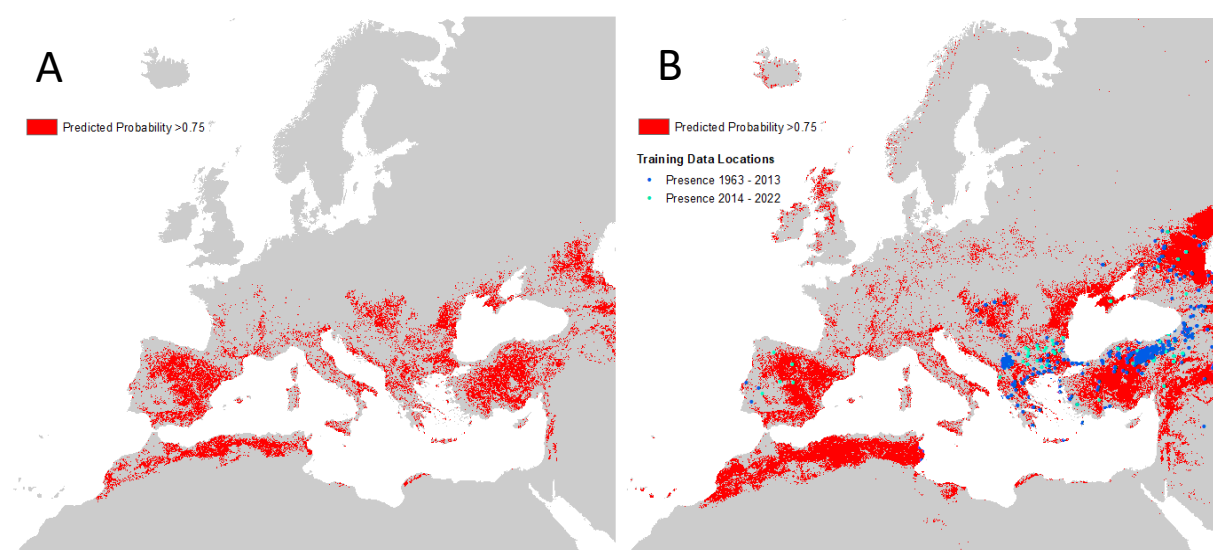 A
Predicted Probability >0.75
B
Predicted Probability >0.75
Training Data Locations
Presence 1963 - 2013
Presence 2014 - 2022